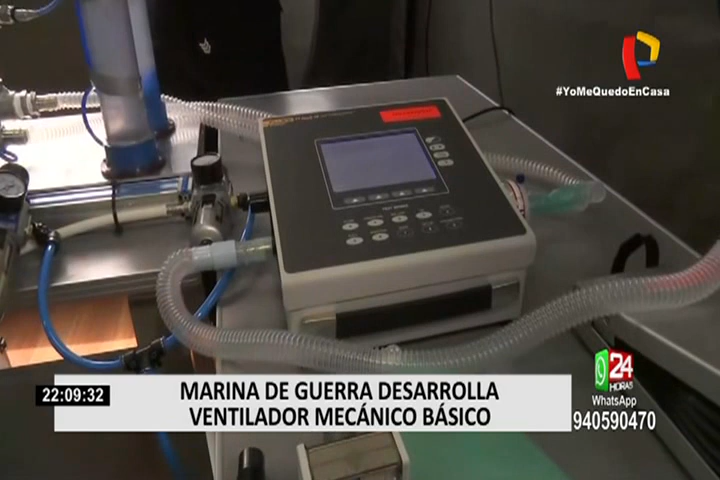 #YoMeQuedoEnCasa
22:09:32
MARINA DE GUERRA DESARROLLA
VENTILADOR MECÁNICO BÁSICO
24
HORAS
WhatsApp
940590470